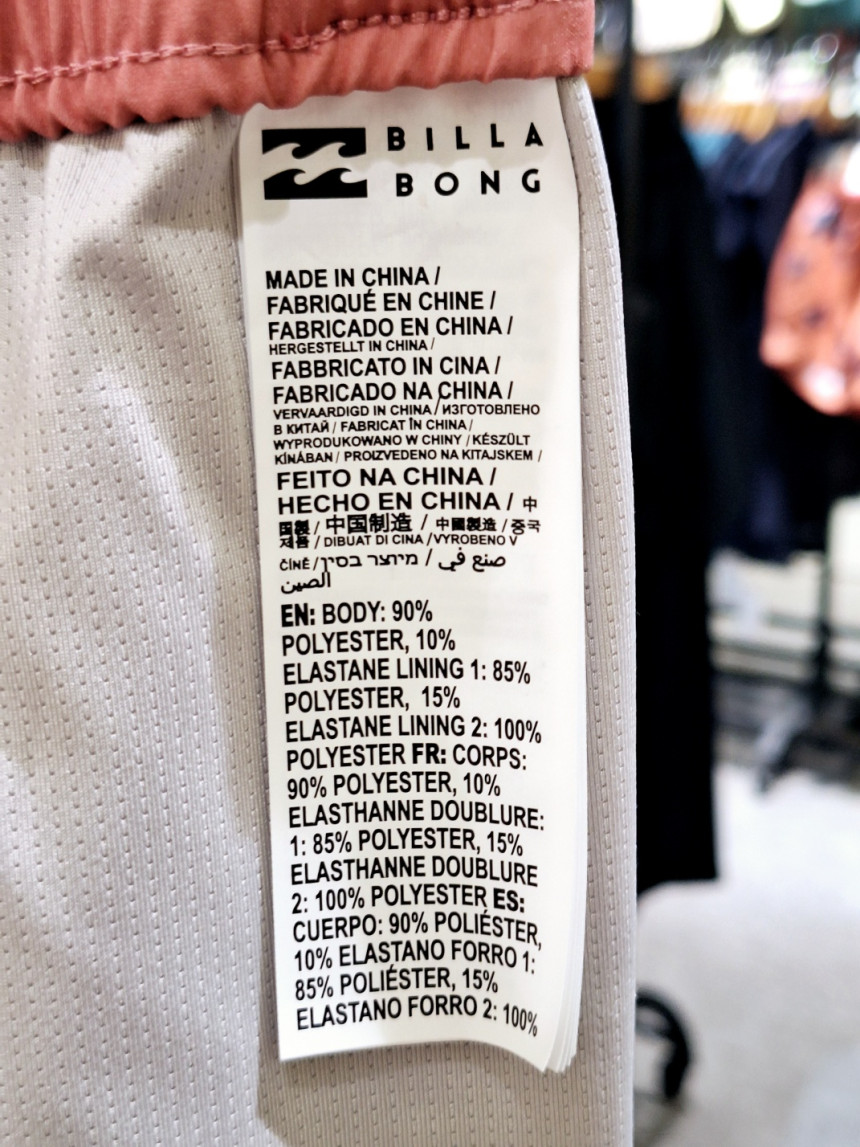 BILLA
BONG
MADE IN CHINA /
FABRIQUÉ EN CHINE /
FABRICADO EN CHINA /
HERGESTELLT IN CHINA /
FABBRICATO IN CINA /
FABBRICADO NA CHINA /
VERVAARDIGD IN CHINA / ИЗГОТОВЛЕНО
В КИТАЙ / FABRICAT ÎN CHINA /
WYPRODUKOWANO W CHINY / KÉSZÜLT
KÍNÁBAN / PROIZVEDENO NA KITAJSKEM /
FEITO NA CHINA /
HECHO EN CHINA / 中
国製 / 中国制造 / 中國製造 / 중국
제품 / DIBUAT DI CINA / VYROBENO V
ČÍNĚ / מיוצר בסין / صنع في
الصين
EN: BODY: 90%
POLYESTER, 10%
ELASTANE LINING 1: 85%
POLYESTER, 15%
ELASTANE LINING 2: 100%
POLYESTER FR: CORPS:
90% POLYESTER, 10%
ELASTHANNE DOUBLURE:
1: 85% POLYESTER, 15%
ELASTHANNE DOUBLURE
2: 100% POLYESTER ES:
CUERPO: 90% POLIÉSTER,
10% ELASTANO FORRO 1:
85% POLIÉSTER, 15%
ELASTANO FORRO 2: 100%